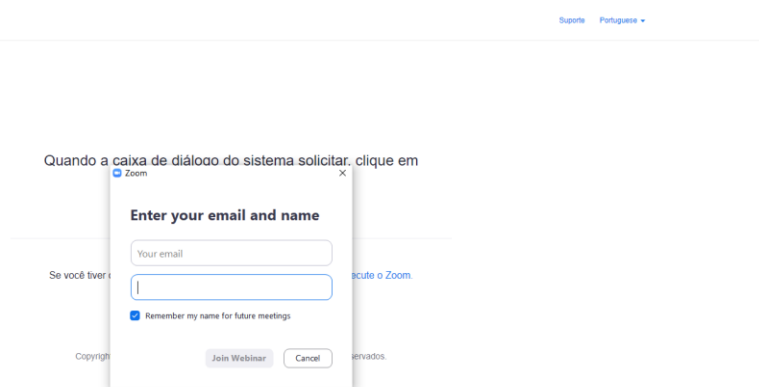 Suporte Portuguese
Quando a caixa de diálogo do sistema solicitar, clique em
Zoom
Enter your email and name
Your email
Se você tiver
ecute o Zoom.
Remember my name for future meetings
Join Webinar Cancel
Copyrigh
servados.